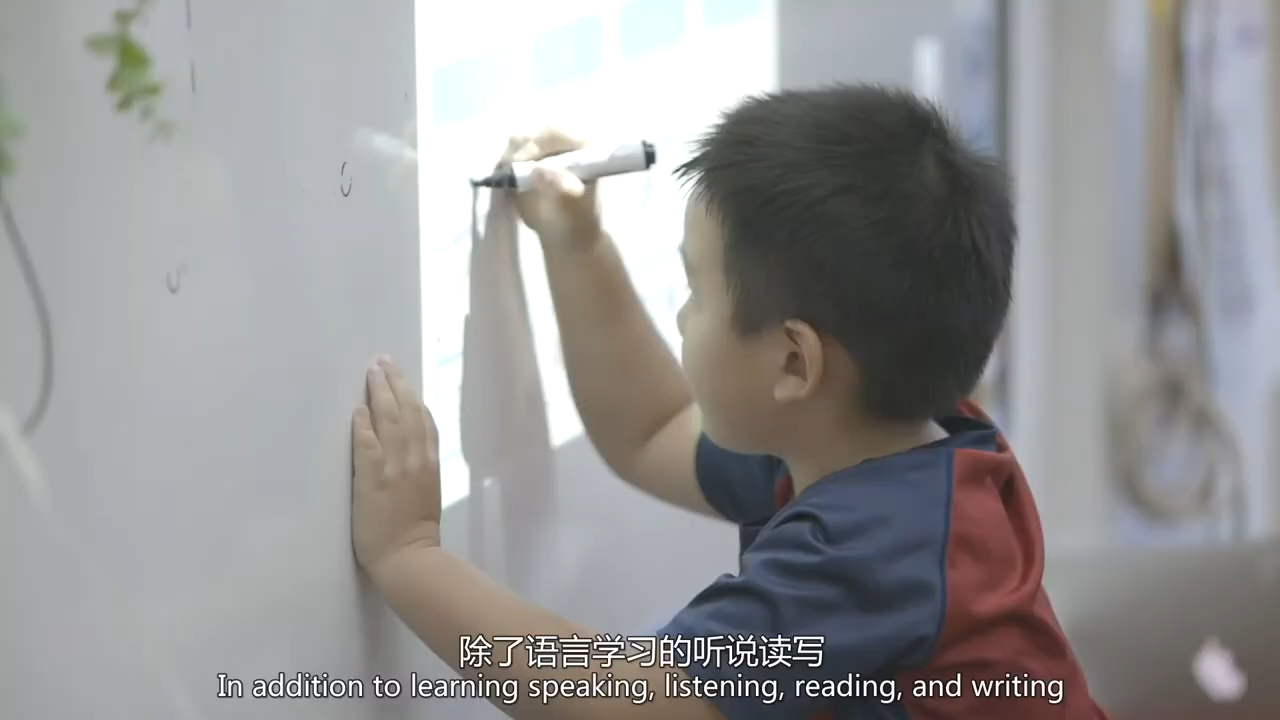 除了语言学习的听说读写
In addition to learning speaking, listening, reading, and writing